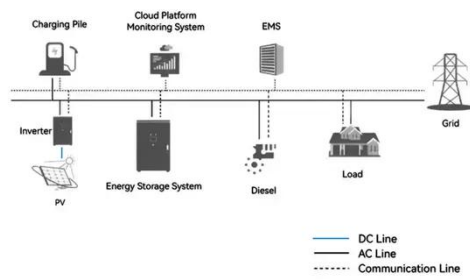 Cloud Platform
Monitoring System
Charging Pile
EMS
Grid
Inverter
PV
Energy Storage System
Diesel
Load
DC Line
AC Line
Communication Line